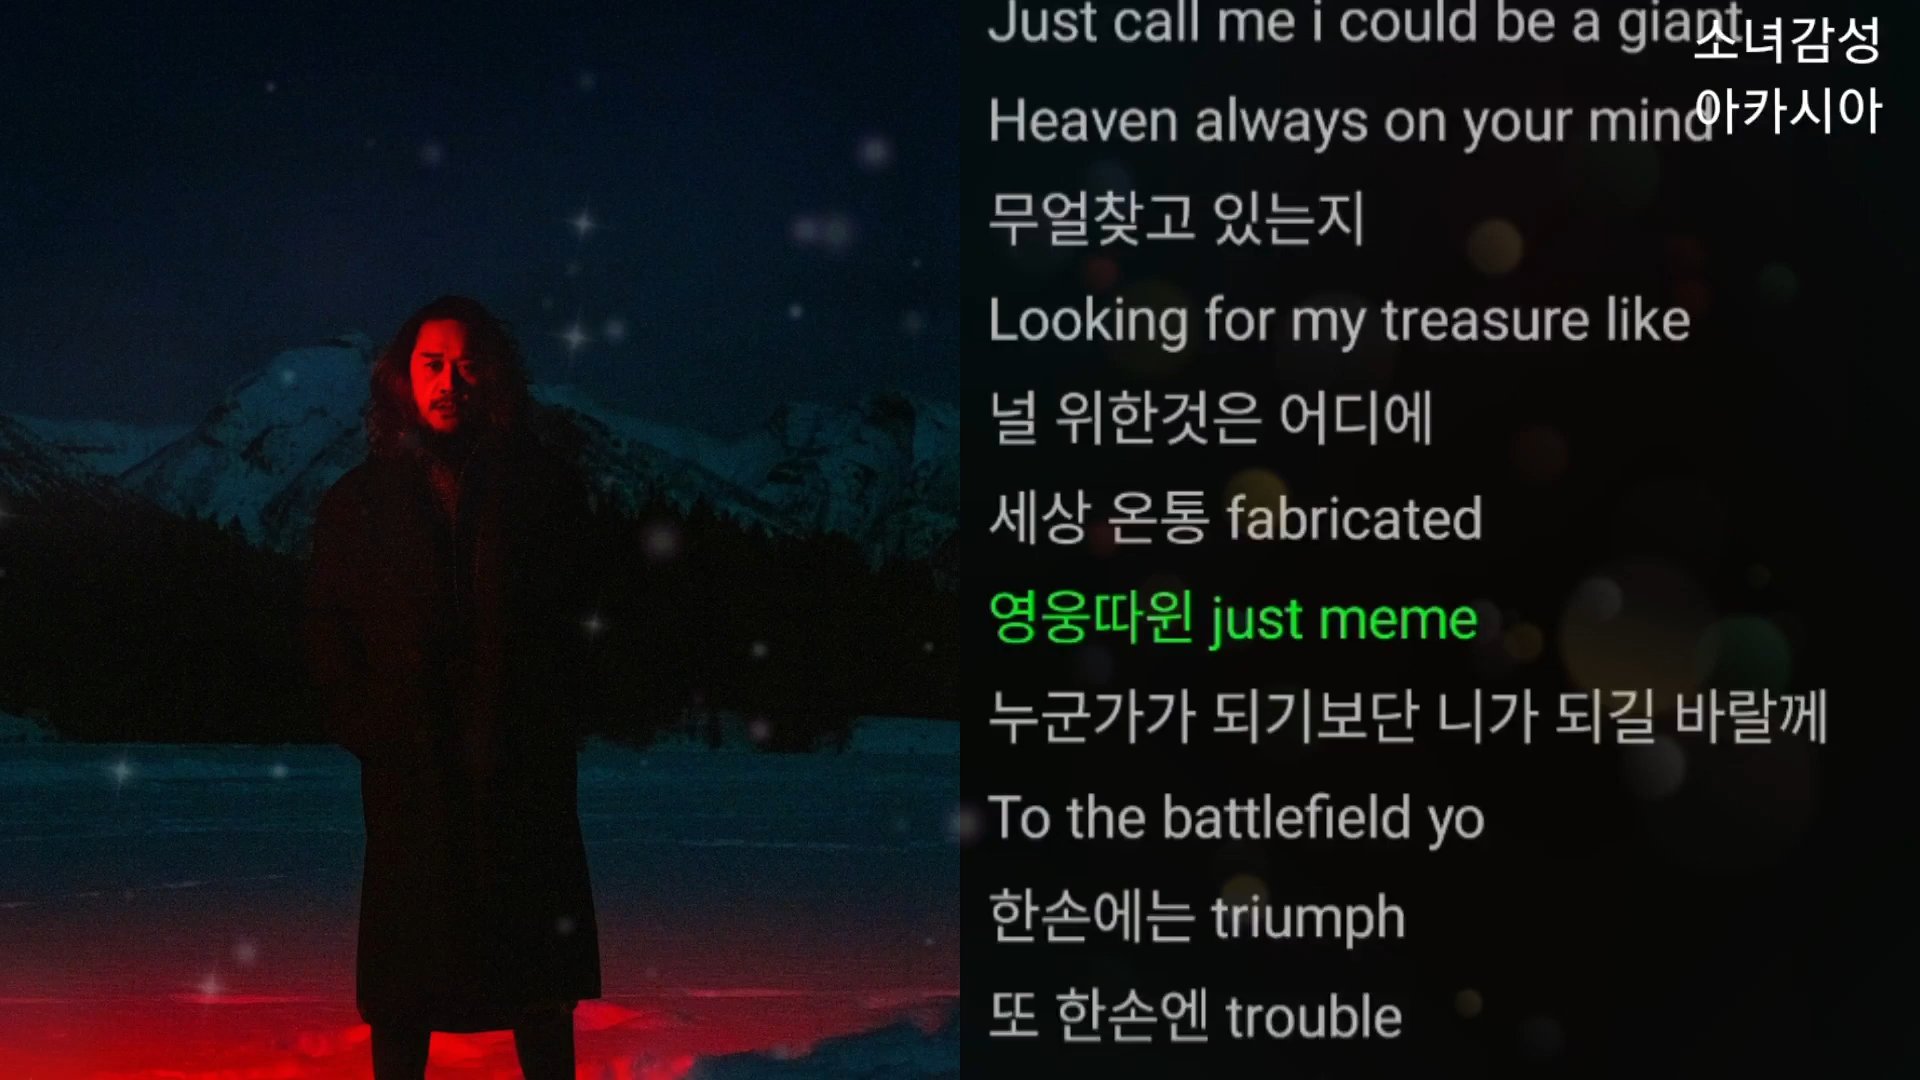 Just call me i could be a giant
소녀감성
아카시아
Heaven always on your mind
무얼찾고 있는지
Looking for my treasure like
널 위한것은 어디에
세상 온통 fabricated
영웅따윈 just meme
누군가가 되기보단 니가 되길 바랄께
To the battlefield yo
한손에는 triumph
또 한손엔 trouble